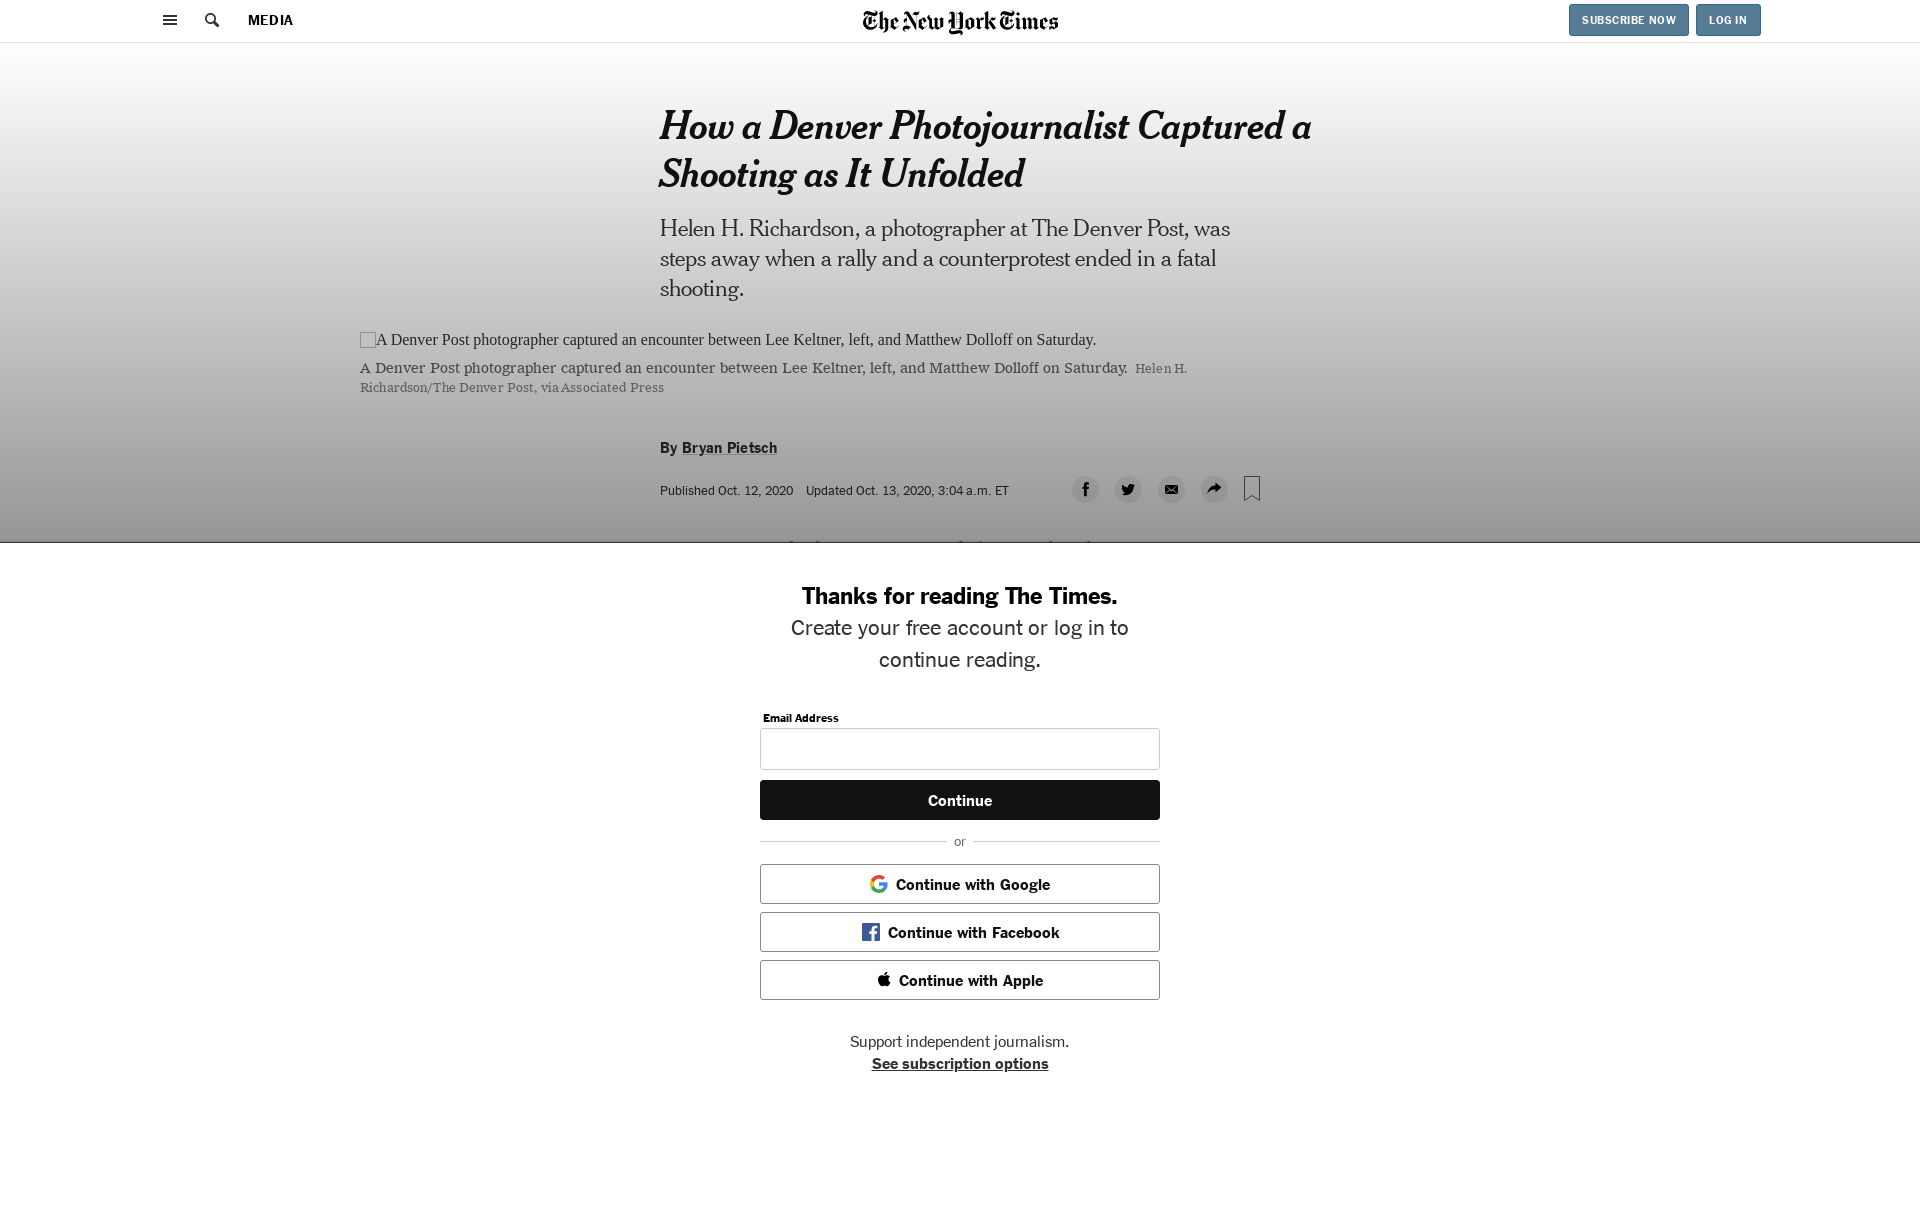 MEDIA
The New York Times
SUBSCRIBE NOW
LOG IN
How a Denver Photojournalist Captured a
Shooting as It Unfolded
Helen H. Richardson, a photographer at The Denver Post, was
steps away when a rally and a counterprotest ended in a fatal
shooting.
A Denver Post photographer captured an encounter between Lee Keltner, left, and Matthew Dolloff on Saturday.
A Denver Post photographer captured an encounter between Lee Keltner, left, and Matthew Dolloff on Saturday. Helen H.
Richardson/The Denver Post, via Associated Press
By Bryan Pietsch
Published Oct. 12, 2020 Updated Oct. 13, 2020, 3:04 a.m. ET
Thanks for reading The Times.
Create your free account or log in to
continue reading.
Email Address
Continue
or
Continue with Google
Continue with Facebook
Continue with Apple
Support independent journalism.
See subscription options